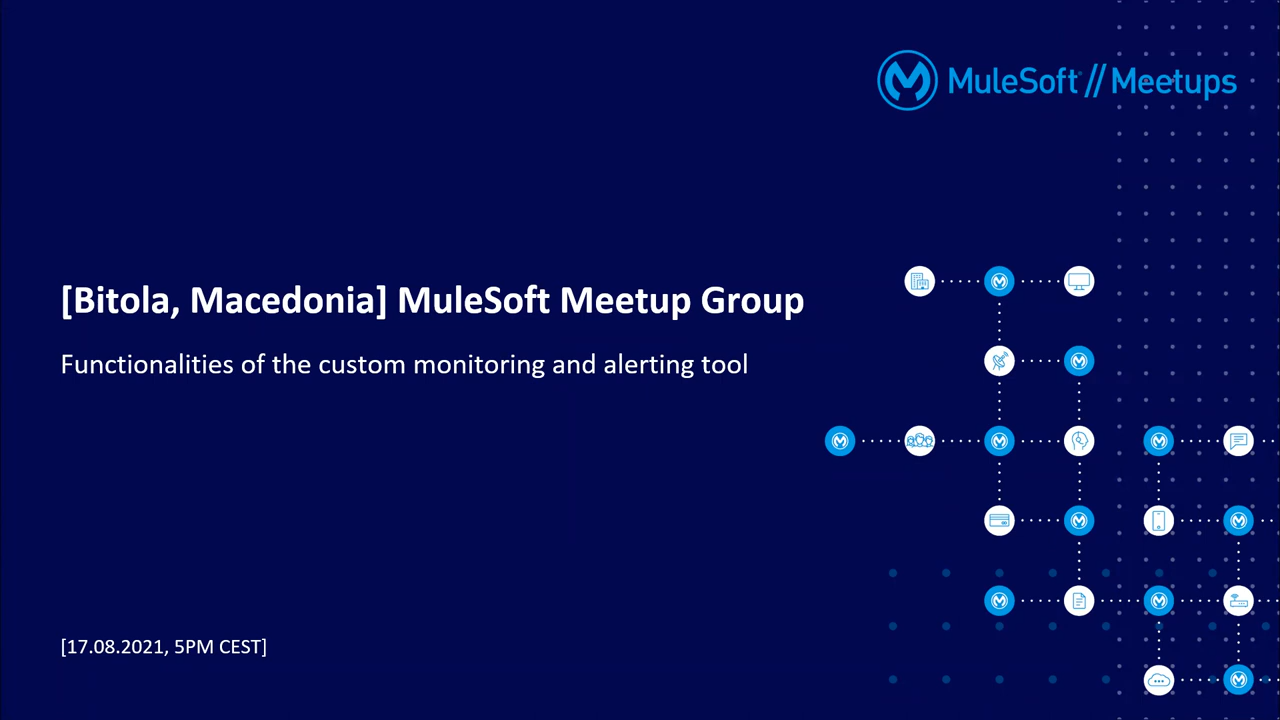 MuleSoft // Meetups
[Bitola, Macedonia] MuleSoft Meetup Group
Functionalities of the custom monitoring and alerting tool
[17.08.2021, 5PM CEST]